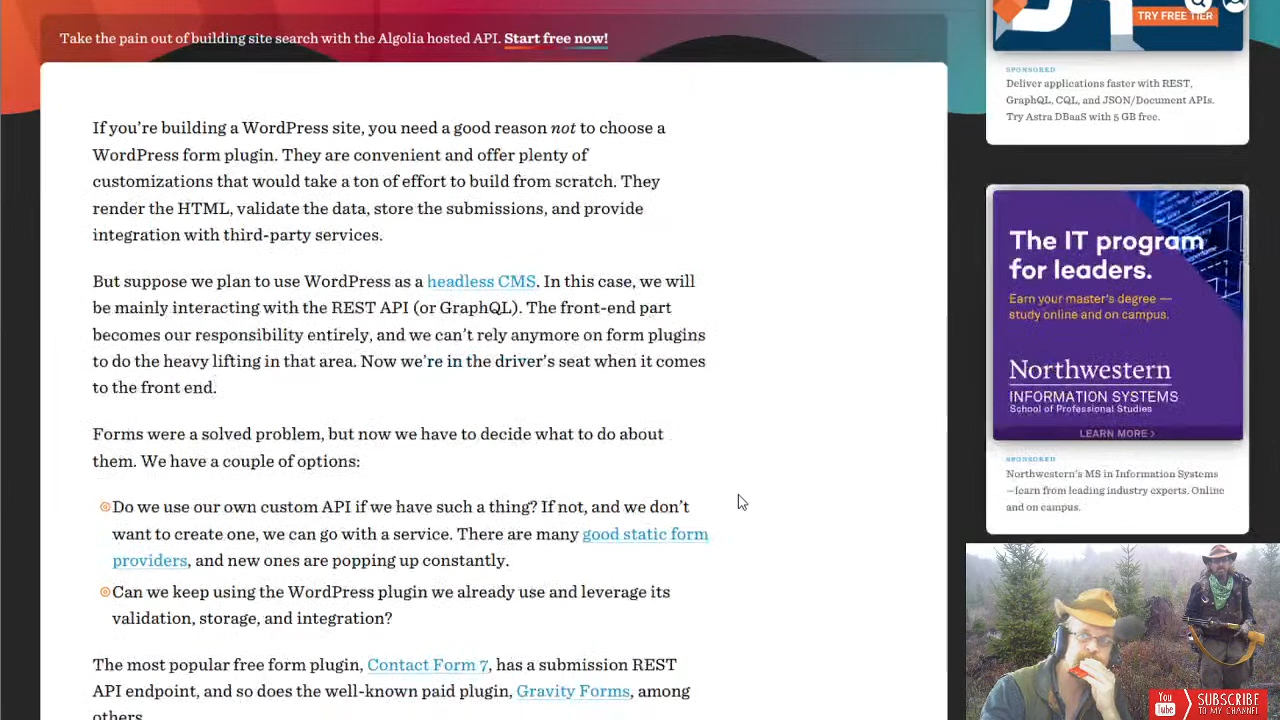 TRY FREE TIER
Take the pain out of building site search with the Algolia hosted API. Start free now!
SPONSORED
Deliver applications faster with REST,
GraphQL, CQL, and JSON/Document APIs.
Try Astra DBaaS with 5 GB free.
If you're building a WordPress site, you need a good reason not to choose a
WordPress form plugin. They are convenient and offer plenty of
customizations that would take a ton of effort to build from scratch. They
render the HTML, validate the data, store the submissions, and provide
integration with third-party services.
But suppose we plan to use WordPress as a headless CMS. In this case, we will
be mainly interacting with the REST API (or GraphQL). The front-end part
becomes our responsibility entirely, and we can't rely anymore on form plugins
to do the heavy lifting in that area. Now we're in the driver's seat when it comes
to the front end.
Forms were a solved problem, but now we have to decide what to do about
them. We have a couple of options:
Do we use our own custom API if we have such a thing? If not, and we don't
want to create one, we can go with a service. There are many good static form
providers, and new ones are popping up constantly.
Can we keep using the WordPress plugin we already use and leverage its
validation, storage, and integration?
The most popular free form plugin, Contact Form 7, has a submission REST
API endpoint, and so does the well-known paid plugin, Gravity Forms, among
others.
The IT program
for leaders.
Earn your master's degree —
study online and on campus.
Northwestern
INFORMATION SYSTEMS
School of Professional Studies
LEARN MORE >
SPONSORED
Northwestern's MS in Information Systems
—learn from leading industry experts. Online
and on campus.
You
Tube
SUBSCRIBE
TO MY CHANNEL